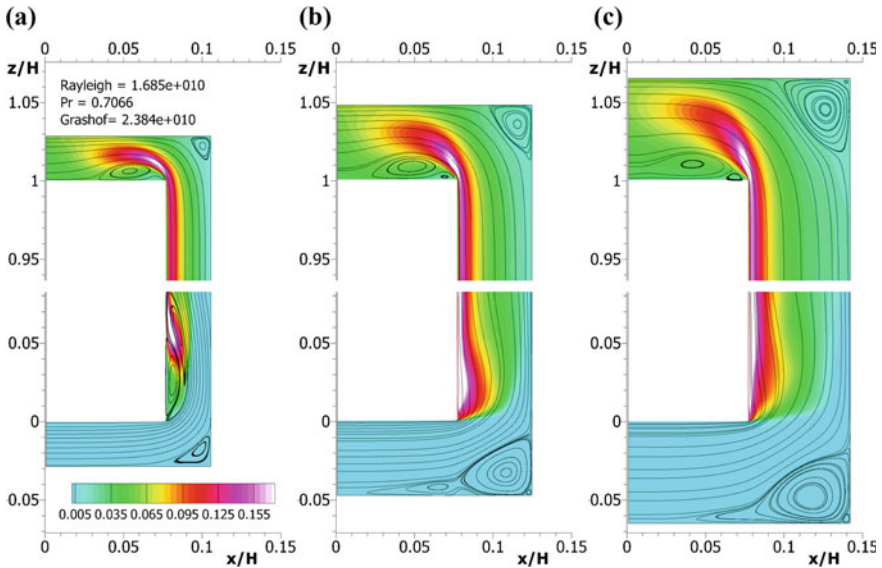 (a) (b) (c)
0 0.05 0.1 0.15 0 0.05 0.1 0.15 0 0.05 0.1 0.15
z/H z/H z/H
Rayleigh = 1.685e+010
Pr = 0.7066
Grashof= 2.384e+010
1.05 1.05 1.05
1 1 1
0.95 0.95 0.95
0.05 0.05 0.05
0 0 0
0.005 0.035 0.065 0.095 0.125 0.155
0.05 0.05 0.05
0 0.05 0.1 0.15 0 0.05 0.1 0.15 0 0.05 0.1 0.15
x/H x/H x/H